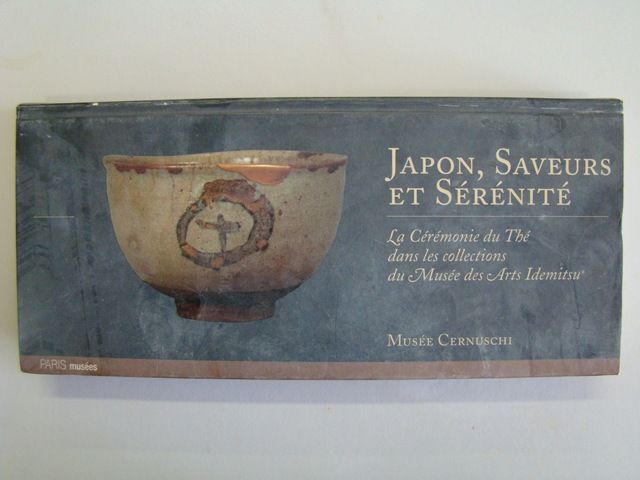 JAPON, SAVEURS
ET SÉRÉNITÉ
La Cérémonie du Thé
dans les collections
du Musée des Arts Idemitsu
MUSÉE CERNUSCHI
PARIS musées